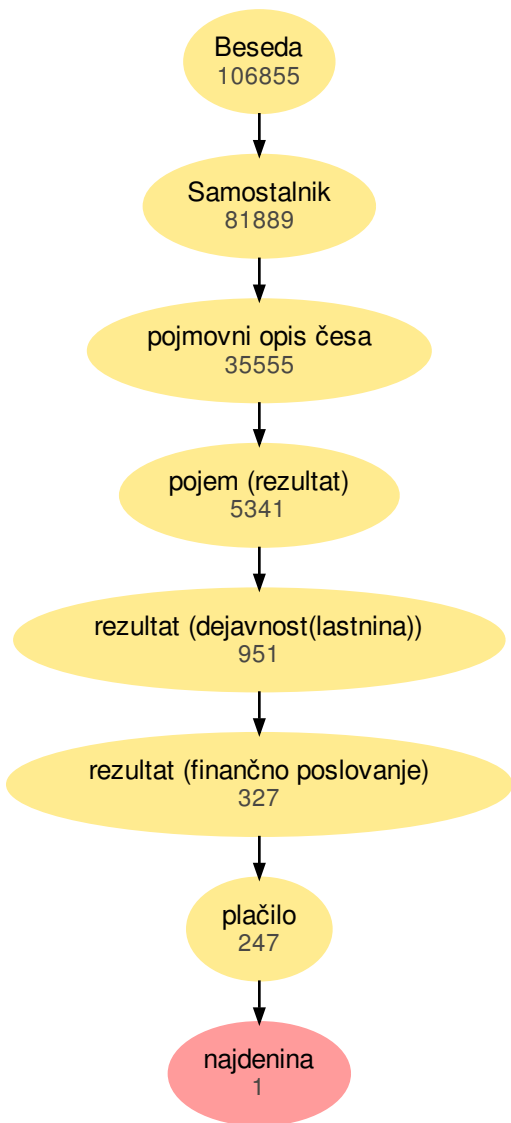 Beseda
106855
Samostalnik
81889
pojmovni opis česa
35555
pojem (rezultat)
5341
rezultat (dejavnost(lastnina))
951
rezultat (finančno poslovanje)
327
plačilo
247
najdenina
1